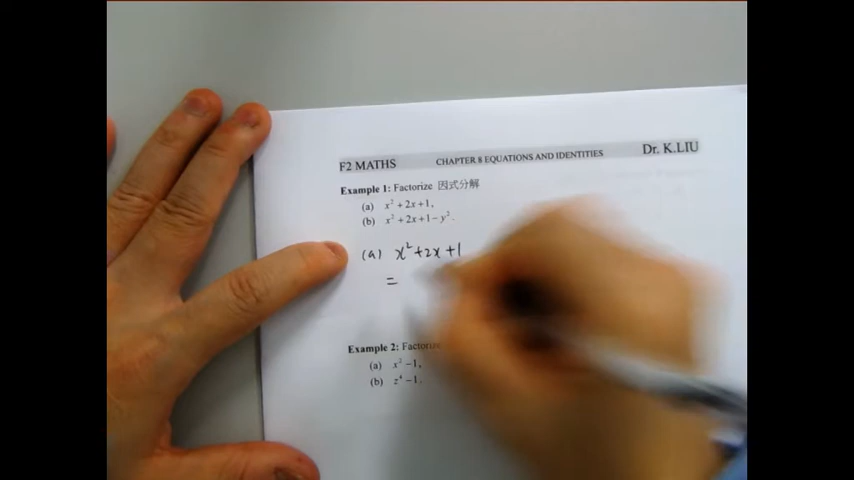 F2 MATHS CHAPTER 8 EQUATIONS AND IDENTITIES Dr. K.LIU
Example 1: Factorize 因式分解
(a) x² + 2x + 1,
(b) x² + 2x + 1 − y².
(a) x² + 2x + 1
=
Example 2: Factorize
(a) x² − 1,
(b) z⁴ − 1.